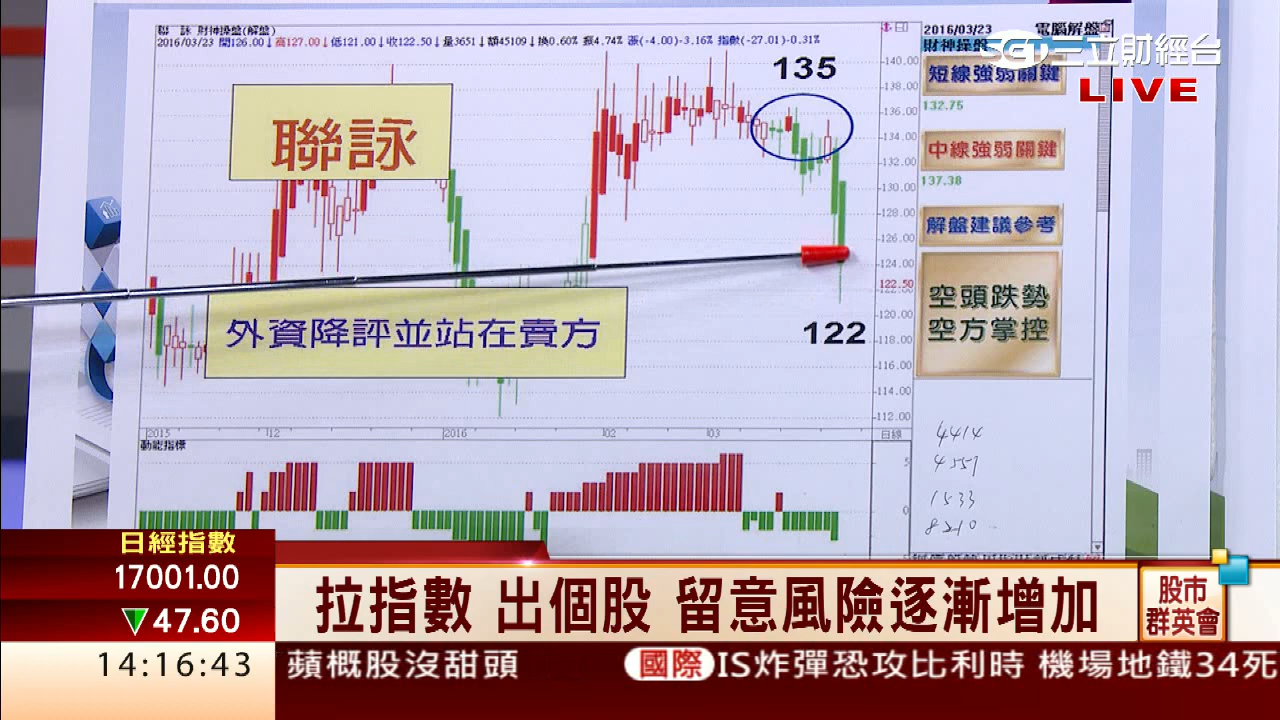 聯 詠 財神操盤(解盤)
2016/03/23 開126.00↓高127.00↓低121.00↓收122.50↓量3651↓額45109↓換0.60% 振4.74% 漲(-4.00)-3.16% 指數(-27.01)-0.31%
2016/03/23 電腦解盤
財神操盤
三立財經台
LIVE
短線強弱關鍵
132.75
中線強弱關鍵
137.38
解盤建議參考
空頭跌勢
空方掌控
135
聯詠
外資降評並站在賣方
122
140.00
138.00
136.00
134.00
132.00
130.00
128.00
126.00
124.00
122.50
120.00
118.00
116.00
114.00
112.00
2015 12 2016 02 03 日線
動能指標
5
0
4414
4557
1533
8210
日經指數
17001.00
▼47.60
14:16:43
拉指數 出個股 留意風險逐漸增加
股市
群英會
蘋概股沒甜頭 國際 IS炸彈恐攻比利時 機場地鐵34死